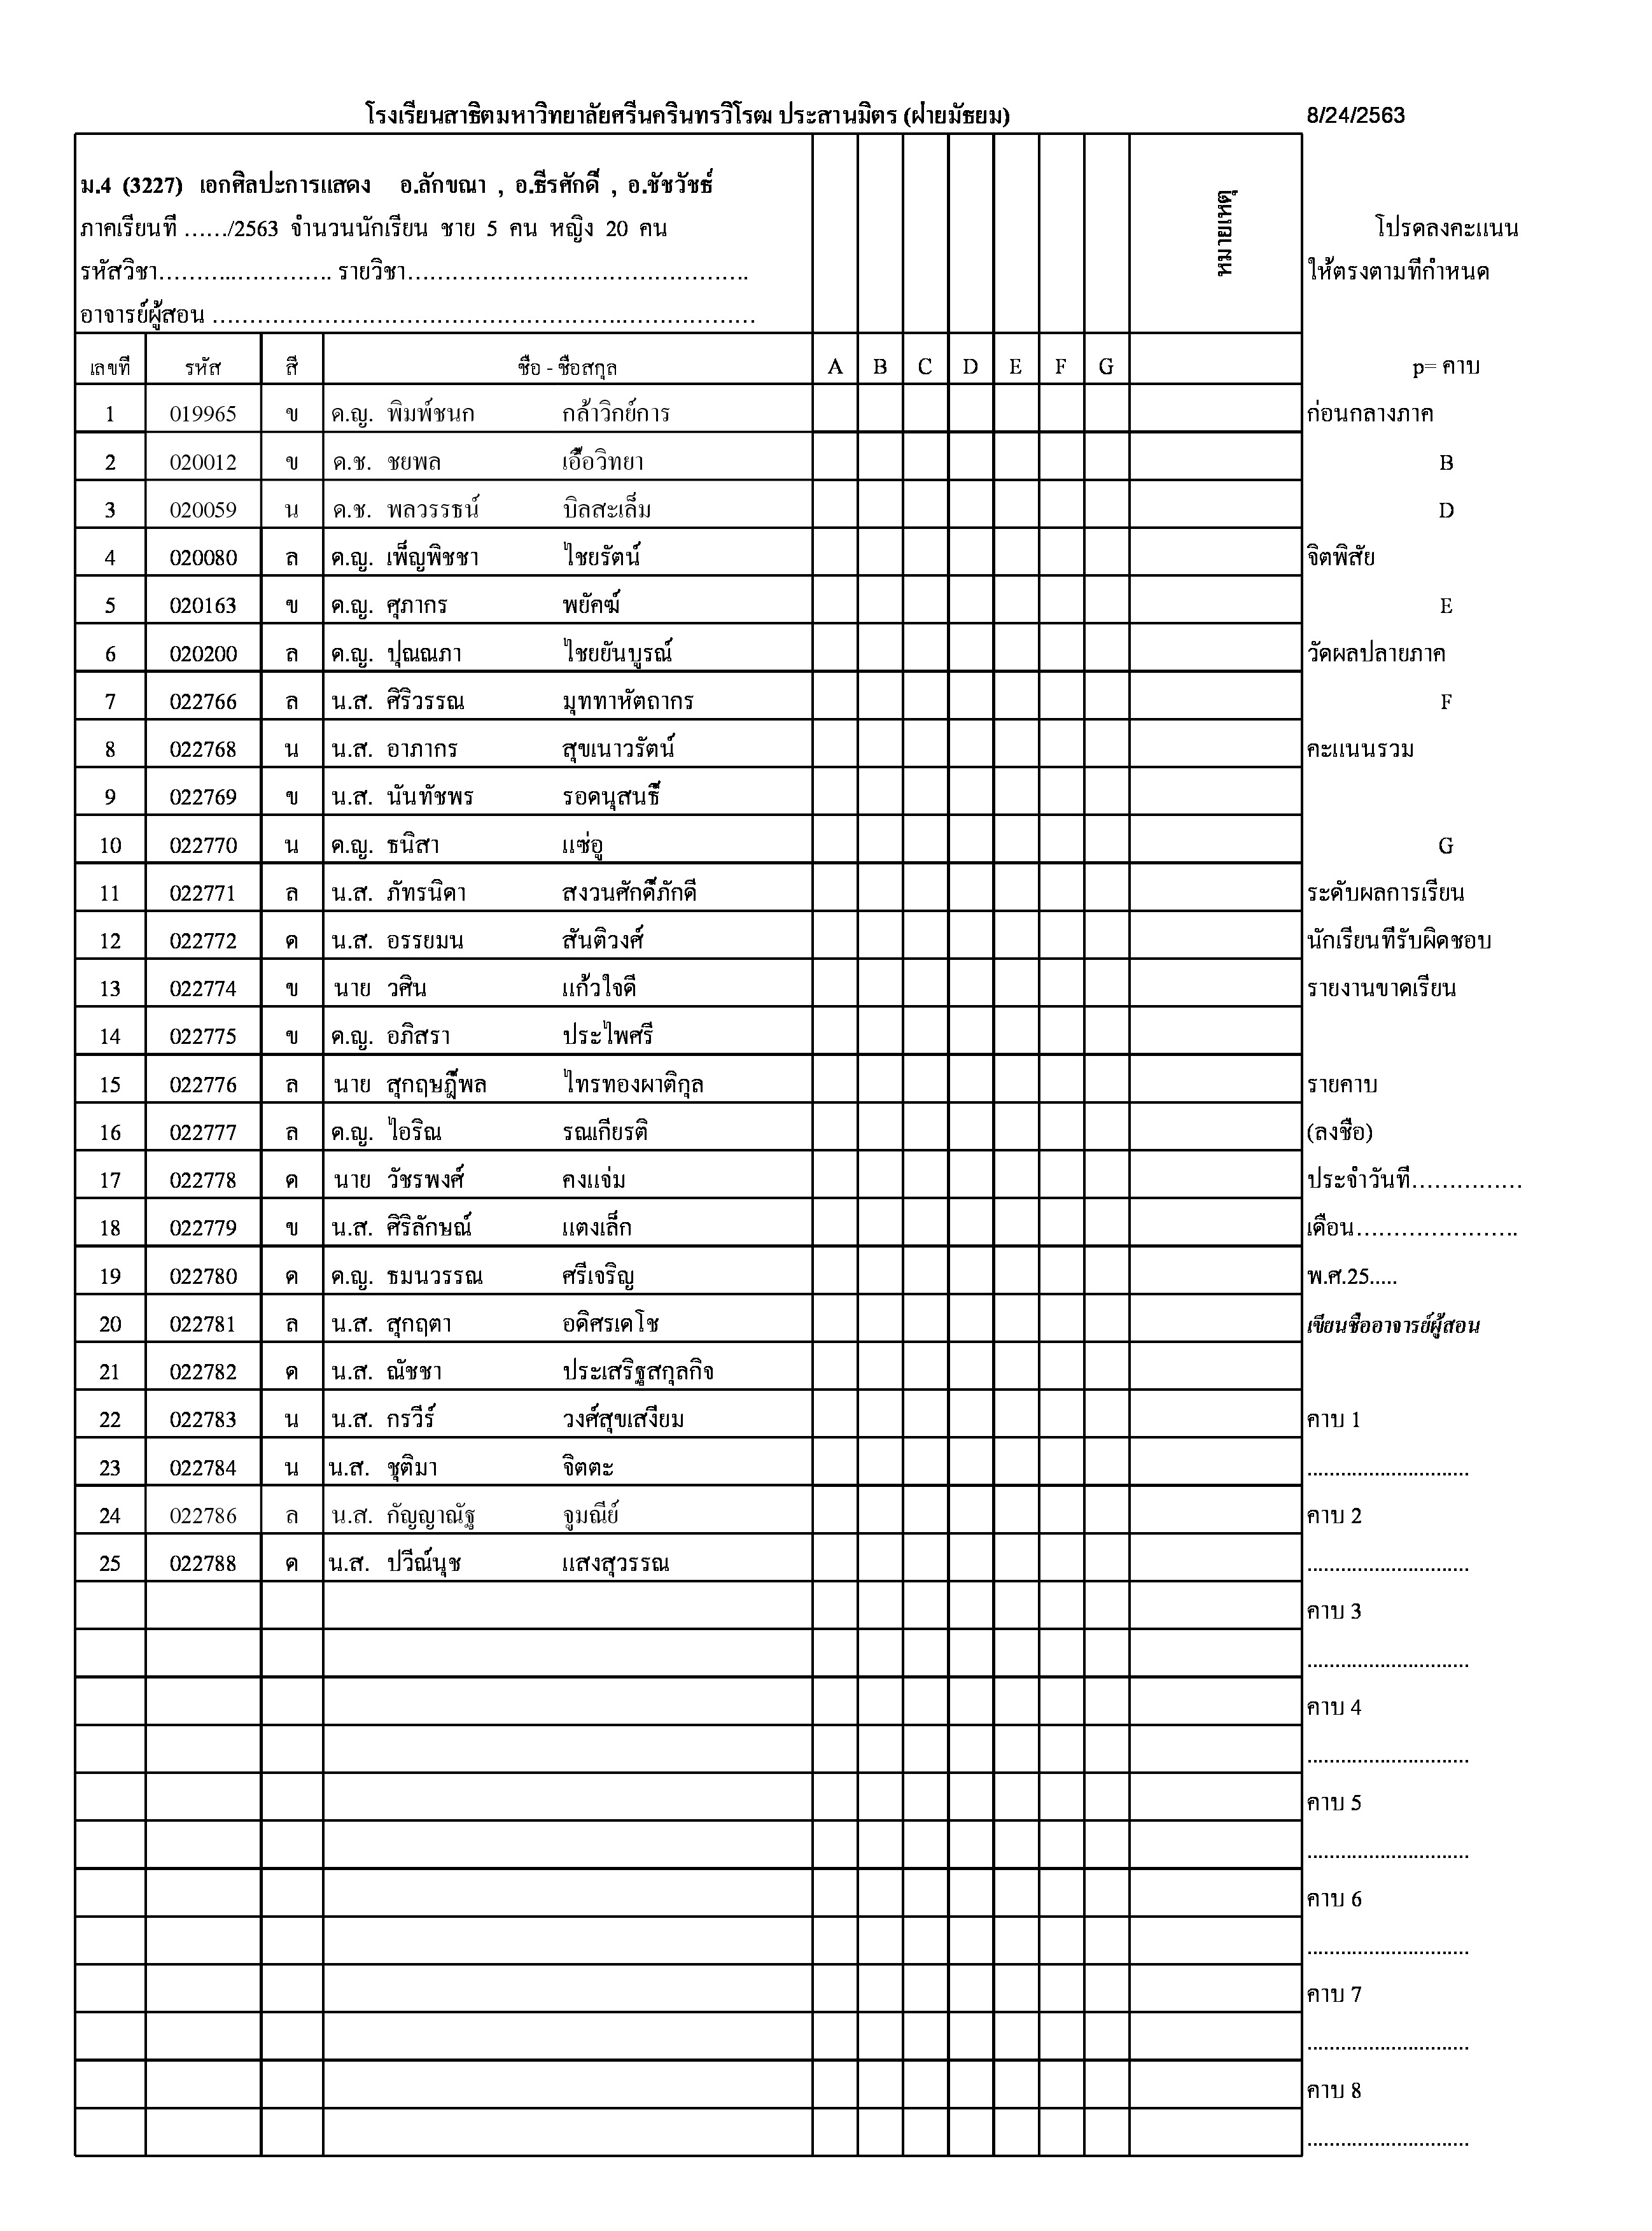 โรงเรียนสาธิตมหาวิทยาลัยศรีนครินทรวิโรฒ ประสานมิตร (ฝ่ายมัธยม) 8/24/2563
ม.4 (3227) เอกศิลปะการแสดง อ.ลักขณา , อ.ธีรศักดิ์ , อ.ชัชวัชธ์
หมายเหตุ
ภาคเรียนที่ ....../2563 จำนวนนักเรียน ชาย 5 คน หญิง 20 คน โปรดลงคะแนน
รหัสวิชา........................... รายวิชา................................................ ให้ตรงตามที่กำหนด
อาจารย์ผู้สอน ...........................................................................
เลขที่ รหัส สี ชื่อ - ชื่อสกุล A B C D E F G p= คาบ
1 019965 ข ด.ญ. พิมพ์ชนก กล้าวิกย์การ ก่อนกลางภาค
2 020012 ข ด.ช. ชยพล เอื้อวิทยา B
3 020059 น ด.ช. พลวรรธน์ บิลสะเล็ม D
4 020080 ล ด.ญ. เพ็ญพิชชา ไชยรัตน์ จิตพิสัย
5 020163 ข ด.ญ. ศุภากร พยัคฆ์ E
6 020200 ล ด.ญ. ปุณณภา ไชยยันบูรณ์ วัดผลปลายภาค
7 022766 ล น.ส. ศิริวรรณ มุททาหัตถากร F
8 022768 น น.ส. อาภากร สุขเนาวรัตน์ คะแนนรวม
9 022769 ข น.ส. นันทัชพร รอดนุสนธิ์
10 022770 น ด.ญ. ธนิสา แซ่อู G
11 022771 ล น.ส. ภัทรนิดา สงวนศักดิ์ภักดี ระดับผลการเรียน
12 022772 ด น.ส. อรรยมน สันติวงศ์ นักเรียนที่รับผิดชอบ
13 022774 ข นาย วศิน แก้วใจดี รายงานขาดเรียน
14 022775 ข ด.ญ. อภิสรา ประไพศรี
15 022776 ล นาย สุกฤษฎิ์พล ไทรทองผาติกุล รายคาบ
16 022777 ล ด.ญ. ไอริณ รณเกียรติ (ลงชื่อ)
17 022778 ด นาย วัชรพงศ์ คงแจ่ม ประจำวันที่...............
18 022779 ข น.ส. ศิริลักษณ์ แตงเล็ก เดือน......................
19 022780 ด ด.ญ. ธมนวรรณ ศรีเจริญ พ.ศ.25.....
20 022781 ล น.ส. สุกฤตา อดิศรเดโช เขียนชื่ออาจารย์ผู้สอน
21 022782 ด น.ส. ณัชชา ประเสริฐสกุลกิจ
22 022783 น น.ส. กรวีร์ วงศ์สุขเสงี่ยม คาบ 1
23 022784 น น.ส. ชุติมา จิตตะ .............................
24 022786 ล น.ส. กัญญาณัฐ จูมณีย์ คาบ 2
25 022788 ด น.ส. ปวีณ์นุช แสงสุวรรณ .............................
คาบ 3
.............................
คาบ 4
.............................
คาบ 5
.............................
คาบ 6
.............................
คาบ 7
.............................
คาบ 8
.............................